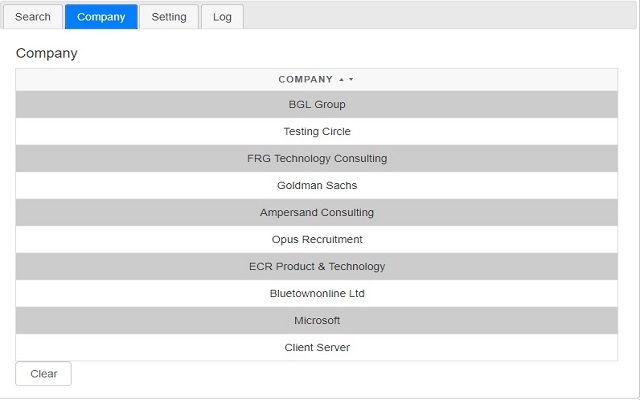 Search Company Setting Log
Company
COMPANY ▲ ▼
BGL Group
Testing Circle
FRG Technology Consulting
Goldman Sachs
Ampersand Consulting
Opus Recruitment
ECR Product & Technology
Bluetownonline Ltd
Microsoft
Client Server
Clear